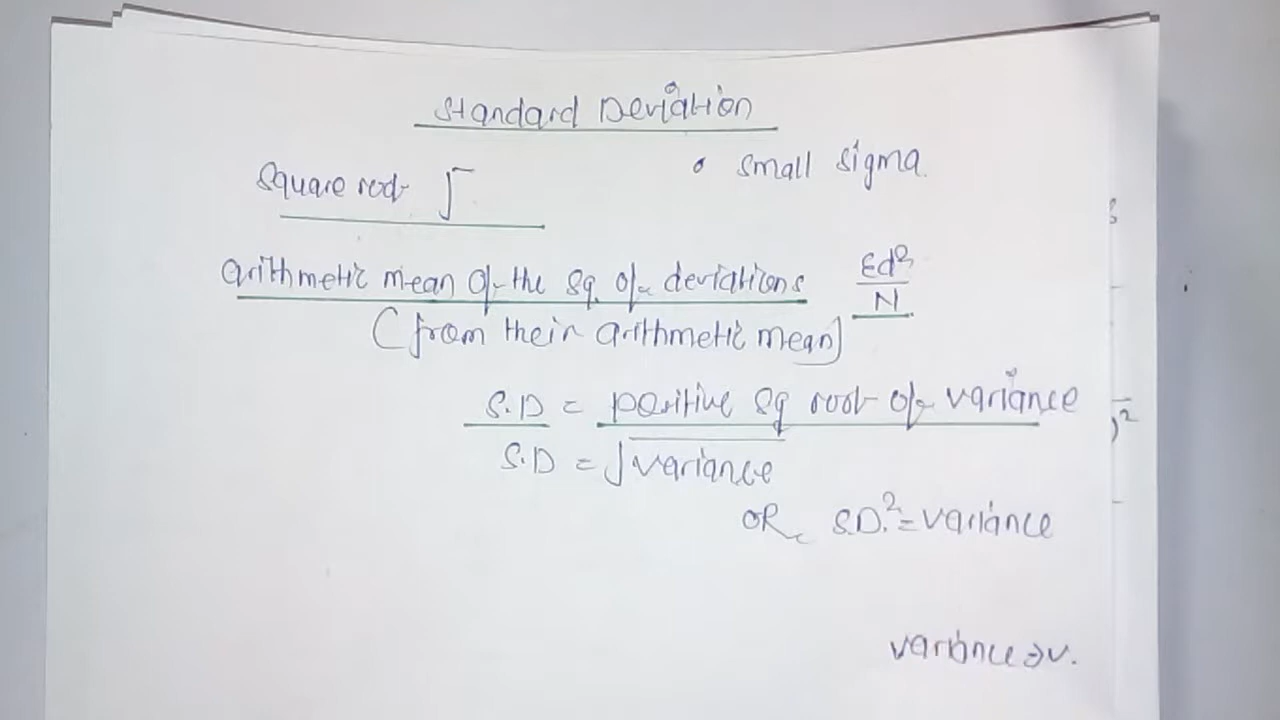 Standard Deviation
σ small sigma.
square root √
arithmetic mean of the sq. of deviations Σd²/N
(from their arithmetic mean)
S.D = positive sq root of variance
S.D = √variance
OR, S.D.² = variance
variance ⇒ v.